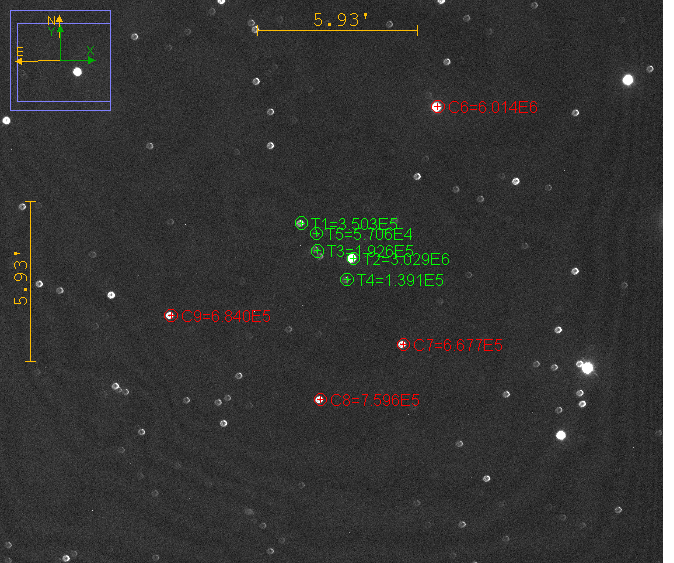 5.93'
N
Y
E
X
C6=6.014E6
T1=3.503E5
T5=5.706E4
T3=1.926E5
T2=3.029E6
T4=1.391E5
5.93'
C9=6.840E5
C7=6.877E5
C8=7.596E5